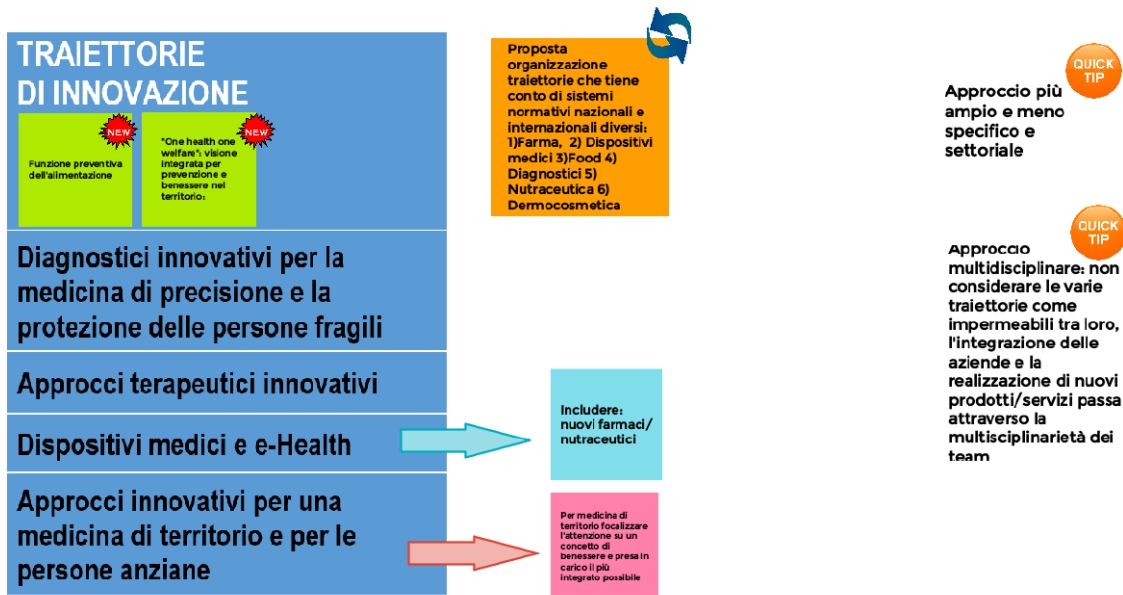 TRAIETTORIE
DI INNOVAZIONE
NEW
Funzione preventiva
dell'alimentazione
NEW
"One health one
welfare": visione
integrata per
prevenzione e
benessere nel
territorio:
Diagnostici innovativi per la
medicina di precisione e la
protezione delle persone fragili
Approcci terapeutici innovativi
Dispositivi medici e e-Health
Approcci innovativi per una
medicina di territorio e per le
persone anziane
Proposta
organizzazione
traiettorie che tiene
conto di sistemi
normativi nazionali e
internazionali diversi:
1)Farma, 2) Dispositivi
medici 3)Food 4)
Diagnostici 5)
Nutraceutica 6)
Dermocosmetica
Includere:
nuovi farmaci/
nutraceutici
Per medicina di
territorio focalizzare
l'attenzione su un
concetto di
benessere e presa in
carico il più
integrato possibile
QUICK
TIP
Approccio più
ampio e meno
specifico e
settoriale
QUICK
TIP
Approccio
multidisciplinare: non
considerare le varie
traiettorie come
impermeabili tra loro,
l'integrazione delle
aziende e la
realizzazione di nuovi
prodotti/servizi passa
attraverso la
multisciplinarietà dei
team